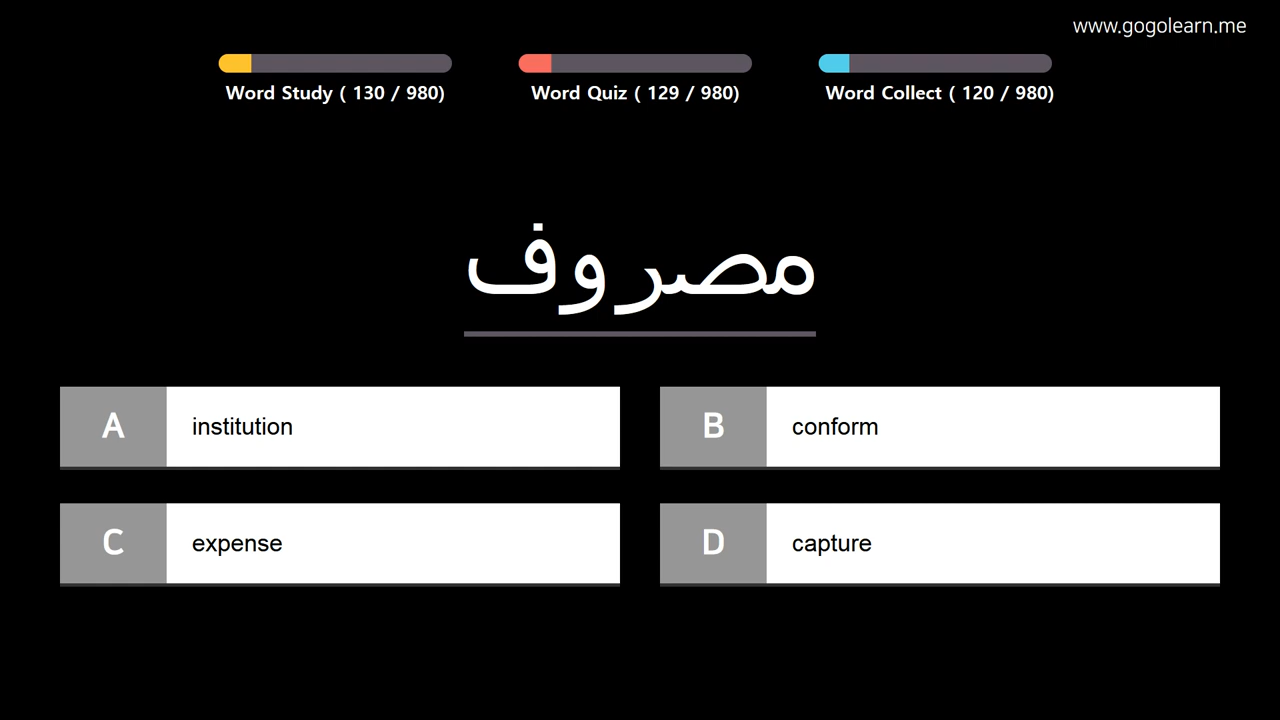 www.gogolearn.me
Word Study ( 130 / 980)
Word Quiz ( 129 / 980)
Word Collect ( 120 / 980)
مصروف
A institution
B conform
C expense
D capture